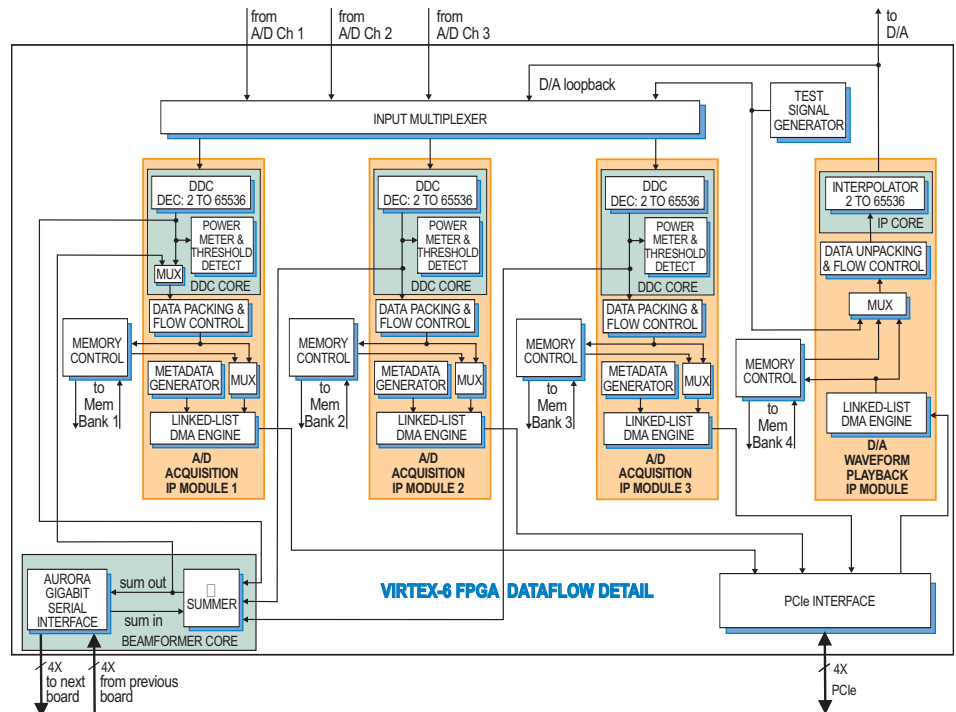 from
A/D Ch 1
from
A/D Ch 2
from
A/D Ch 3
to
D/A
D/A loopback
TEST
SIGNAL
GENERATOR
INPUT MULTIPLEXER
DDC
DEC: 2 TO 65536
POWER
METER &
THRESHOLD
DETECT
MUX
DDC CORE
DATA PACKING &
FLOW CONTROL
MEMORY
CONTROL
METADATA
GENERATOR
MUX
to
Mem
Bank 1
LINKED-LIST
DMA ENGINE
A/D
ACQUISITION
IP MODULE 1
DDC
DEC: 2 TO 65536
POWER
METER &
THRESHOLD
DETECT
DDC CORE
DATA PACKING &
FLOW CONTROL
MEMORY
CONTROL
METADATA
GENERATOR
MUX
to
Mem
Bank 2
LINKED-LIST
DMA ENGINE
A/D
ACQUISITION
IP MODULE 2
DDC
DEC: 2 TO 65536
POWER
METER &
THRESHOLD
DETECT
DDC CORE
DATA PACKING &
FLOW CONTROL
MEMORY
CONTROL
METADATA
GENERATOR
MUX
to
Mem
Bank 3
LINKED-LIST
DMA ENGINE
A/D
ACQUISITION
IP MODULE 3
INTERPOLATOR
2 TO 65536
IP CORE
DATA UNPACKING
& FLOW CONTROL
MUX
MEMORY
CONTROL
to
Mem
Bank 4
LINKED-LIST
DMA ENGINE
D/A
WAVEFORM
PLAYBACK
IP MODULE
AURORA
GIGABIT
SERIAL
INTERFACE
sum out
sum in
SUMMER
BEAMFORMER CORE
VIRTEX-6 FPGA DATAFLOW DETAIL
PCIe INTERFACE
4X
to next
board
4X
from previous
board
4X
PCIe